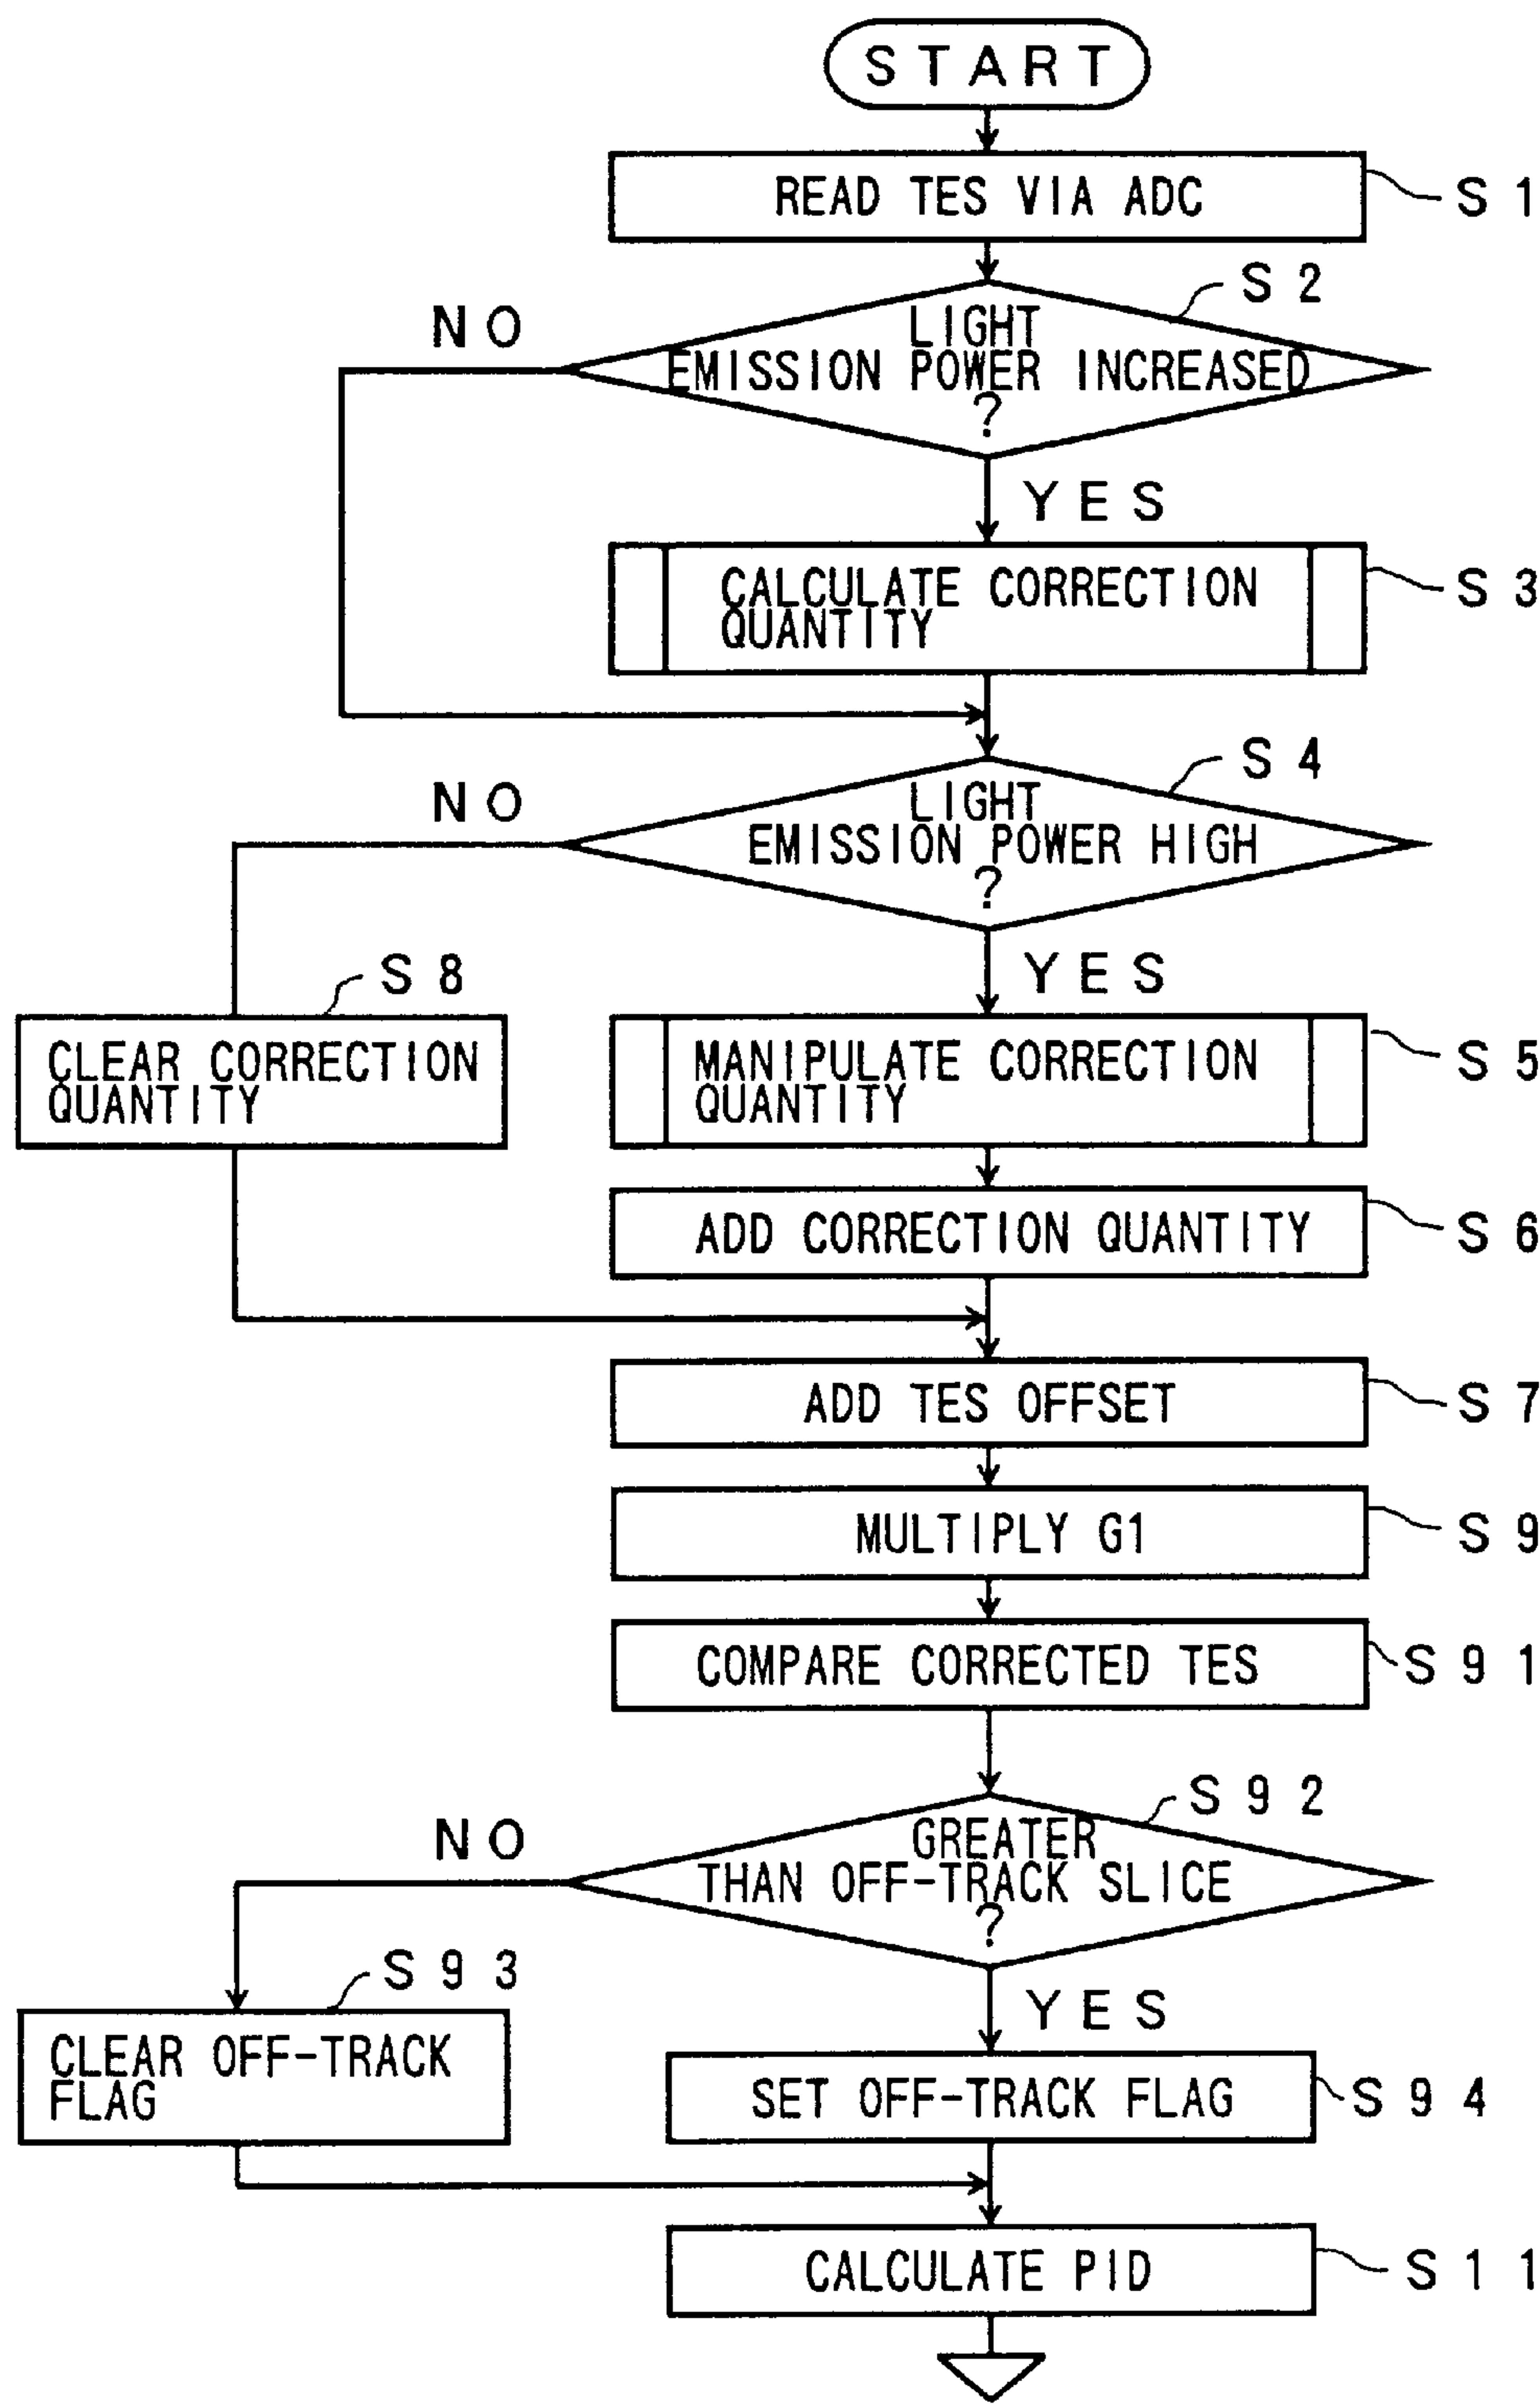 START
READ TES VIA ADC
S1
S2
NO
LIGHT
EMISSION POWER INCREASED
?
YES
CALCULATE CORRECTION
QUANTITY
S3
S4
NO
LIGHT
EMISSION POWER HIGH
?
YES
S8
CLEAR CORRECTION
QUANTITY
MANIPULATE CORRECTION
QUANTITY
S5
ADD CORRECTION QUANTITY
S6
ADD TES OFFSET
S7
MULTIPLY G1
S9
COMPARE CORRECTED TES
S91
S92
NO
GREATER
THAN OFF-TRACK SLICE
?
YES
S93
CLEAR OFF-TRACK
FLAG
SET OFF-TRACK FLAG
S94
CALCULATE PID
S11